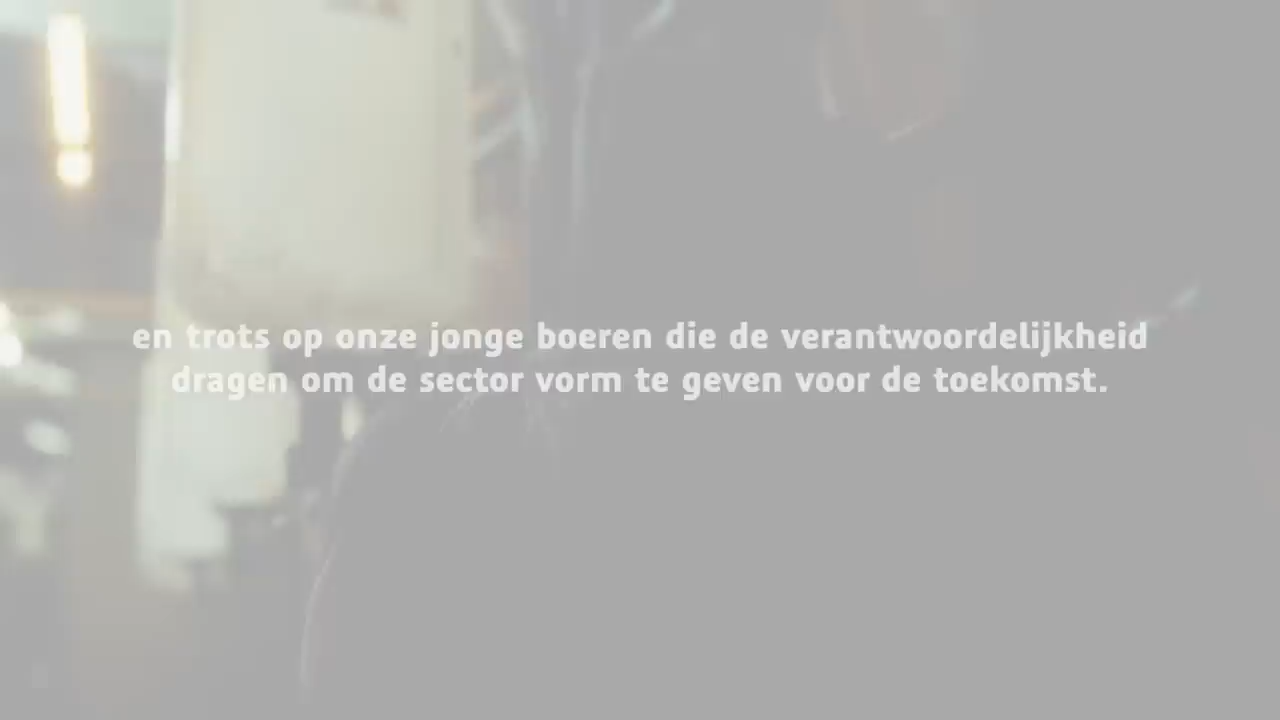 en trots op onze jonge boeren die de verantwoordelijkheid
dragen om de sector vorm te geven voor de toekomst.